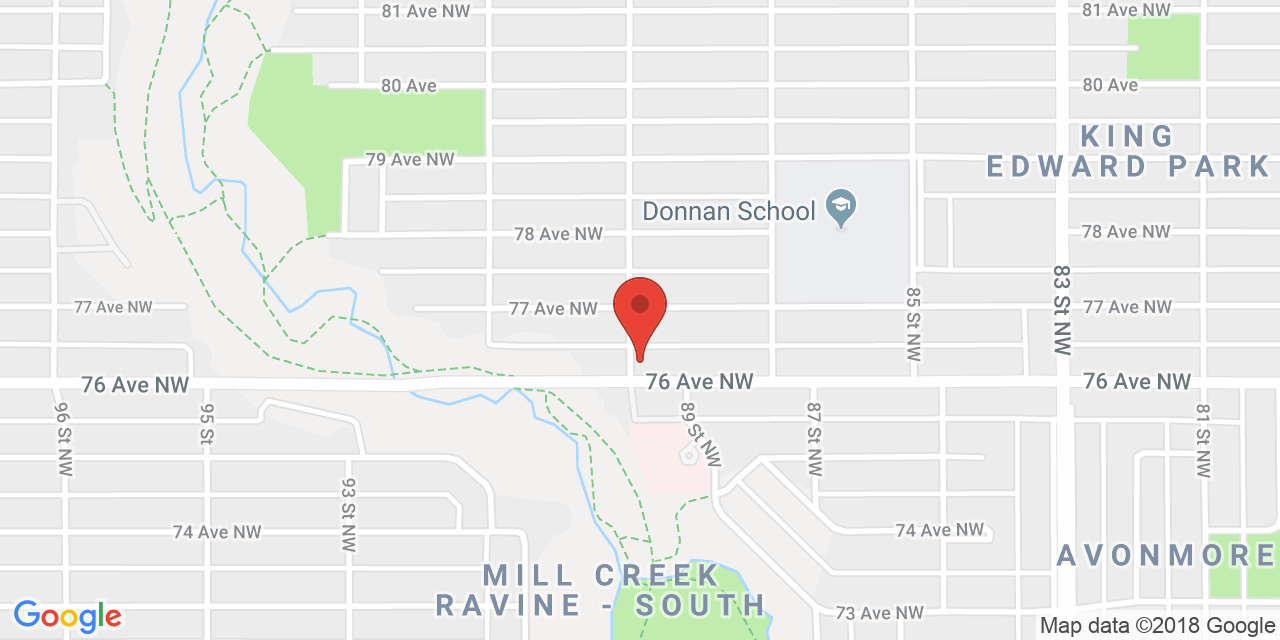 81 Ave NW
81 Ave NW
80 Ave
80 Ave
KING
EDWARD PARK
79 Ave NW
Donnan School
78 Ave NW
78 Ave NW
77 Ave NW
77 Ave NW
77 Ave NW
85 St NW
83 St NW
76 Ave NW
76 Ave NW
76 Ave NW
96 St NW
95 St
89 St NW
87 St NW
81 St NW
93 St NW
74 Ave NW
74 Ave NW
AVONMORE
MILL CREEK
RAVINE - SOUTH
73 Ave NW
Google
Map data ©2018 Google